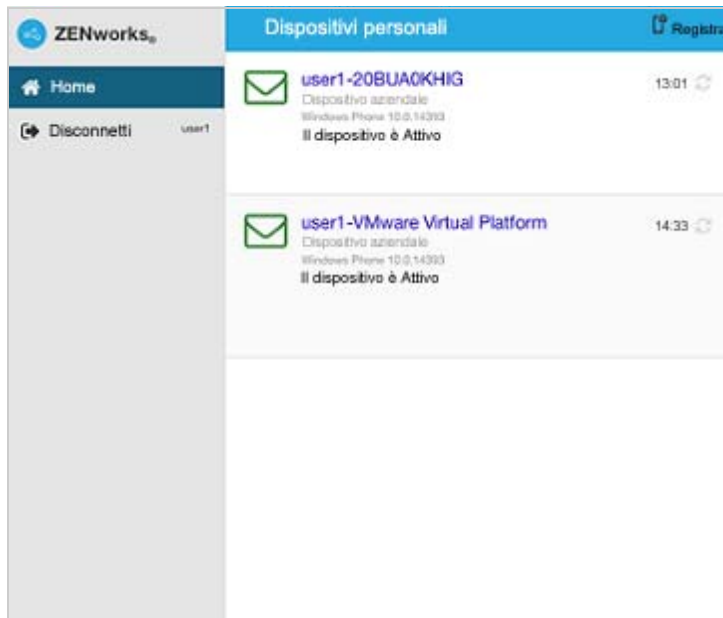 ZENworks®
Dispositivi personali
Registra
Home
Disconnetti user1
user1-20BUA0KHIG 13:01
Dispositivo aziendale
Windows Phone 10.0.14393
Il dispositivo è Attivo
user1-VMware Virtual Platform 14:33
Dispositivo aziendale
Windows Phone 10.0.14393
Il dispositivo è Attivo